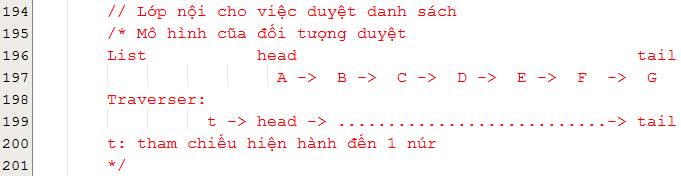 194 // Lớp nội cho việc duyệt danh sách
195 /* Mô hình cũa đối tượng duyệt
196 List head tail
197 A -> B -> C -> D -> E -> F -> G
198 Traverser:
199 t -> head -> ...........................-> tail
200 t: tham chiếu hiện hành đến 1 núr
201 */